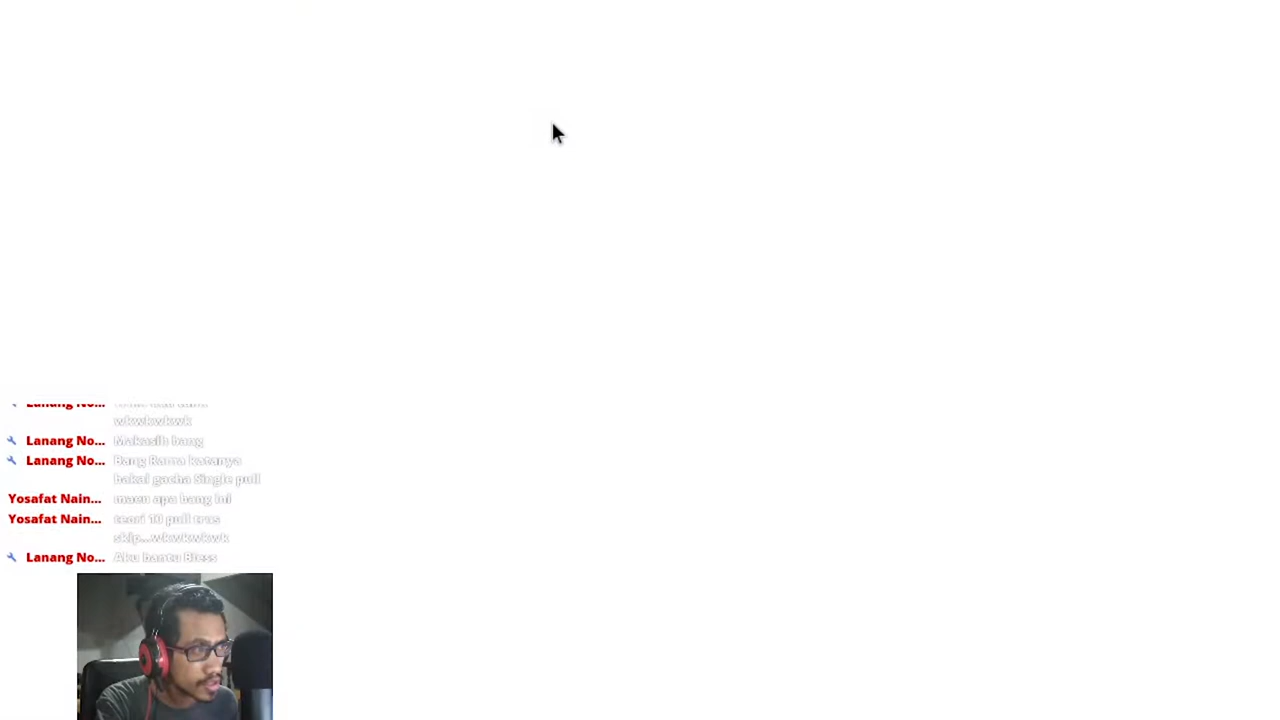 Lanang No...
wkwkwkwk
Lanang No... Makasih bang
Lanang No... Bang Rama katanya
bakal gacha Single pull
Yosafat Nain... maen apa bang ini
Yosafat Nain... teori 10 pull trus
skip...wkwkwkwk
Lanang No... Aku bantu Bless